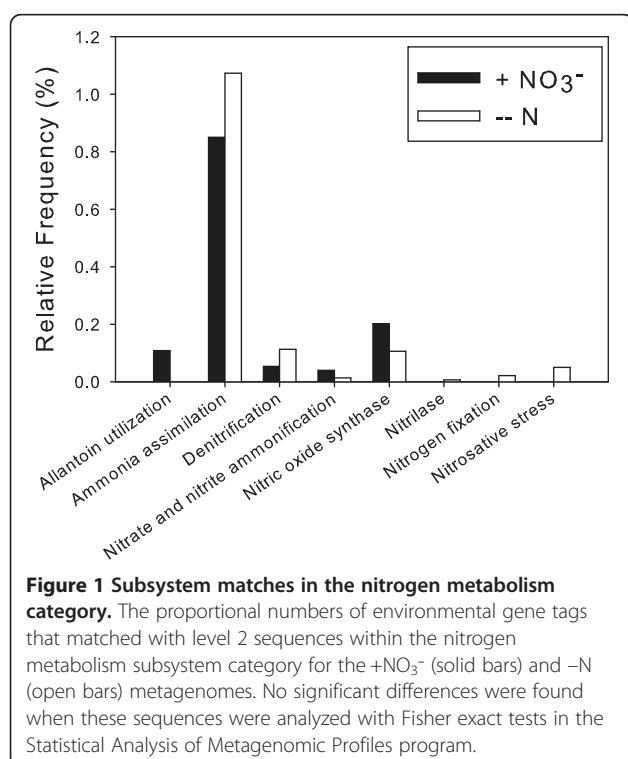 1.2
1.0
0.8
0.6
0.4
0.2
0.0
Relative Frequency (%)
+ NO₃⁻
-- N
Allantoin utilization
Ammonia assimilation
Denitrification
Nitrate and nitrite ammonification
Nitric oxide synthase
Nitrilase
Nitrogen fixation
Nitrosative stress
Figure 1 Subsystem matches in the nitrogen metabolism
category. The proportional numbers of environmental gene tags
that matched with level 2 sequences within the nitrogen
metabolism subsystem category for the +NO₃⁻ (solid bars) and –N
(open bars) metagenomes. No significant differences were found
when these sequences were analyzed with Fisher exact tests in the
Statistical Analysis of Metagenomic Profiles program.